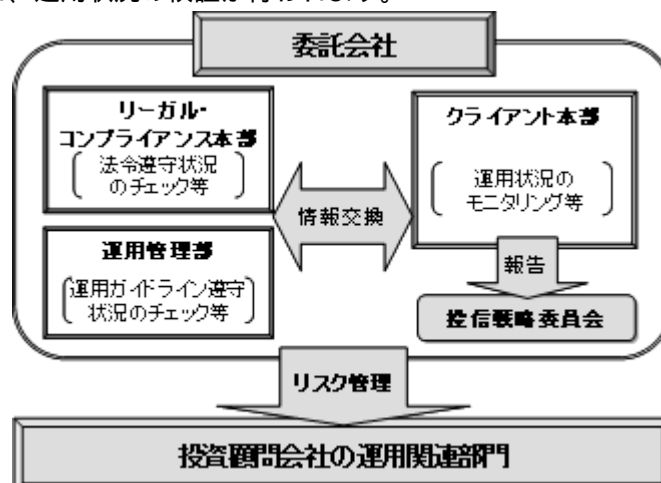 、運用状況の検証が行われます。
委託会社
リーガル・
コンプライアンス本部
法令遵守状況
のチェック等
運用管理部
運用ガイドライン遵守
状況のチェック等
情報交換
クライアント本部
運用状況の
モニタリング等
報告
投信戦略委員会
リスク管理
投資顧問会社の運用関連部門